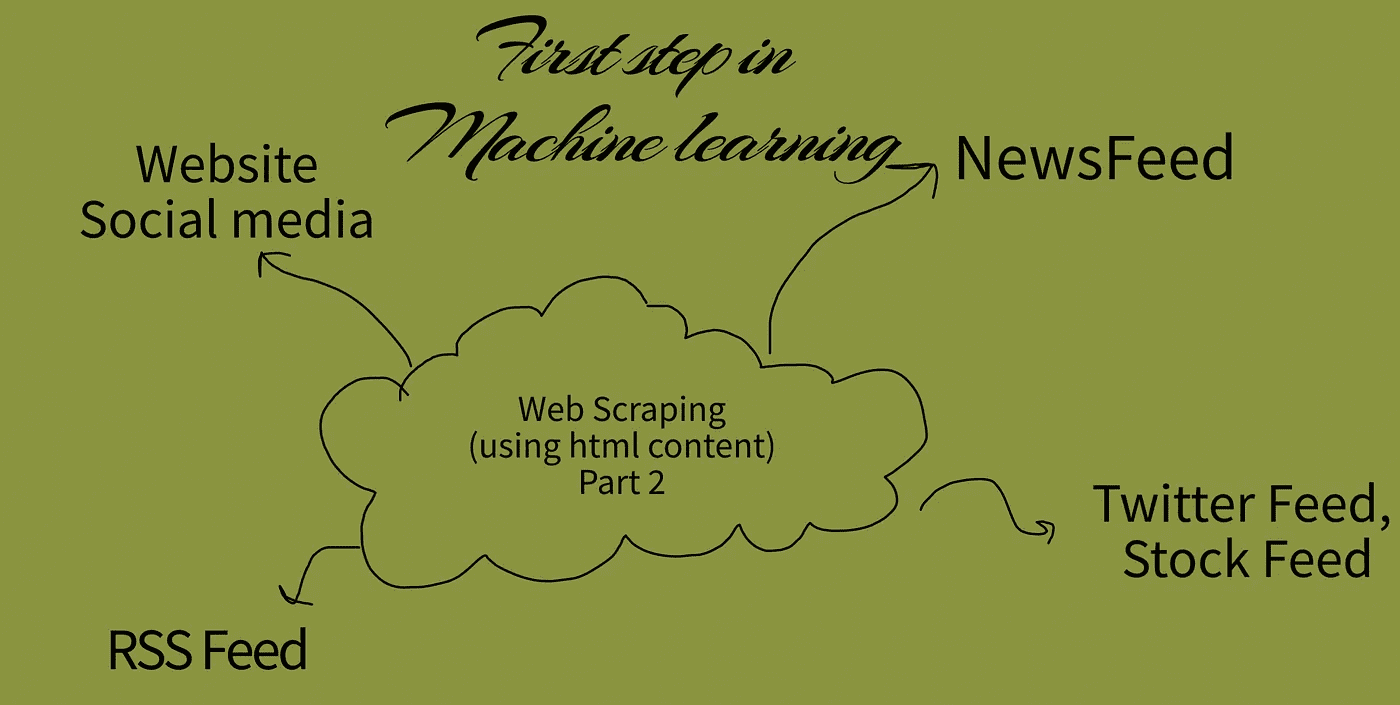 First step in
Machine learning
Website
Social media
NewsFeed
Web Scraping
(using html content)
Part 2
Twitter Feed,
Stock Feed
RSS Feed